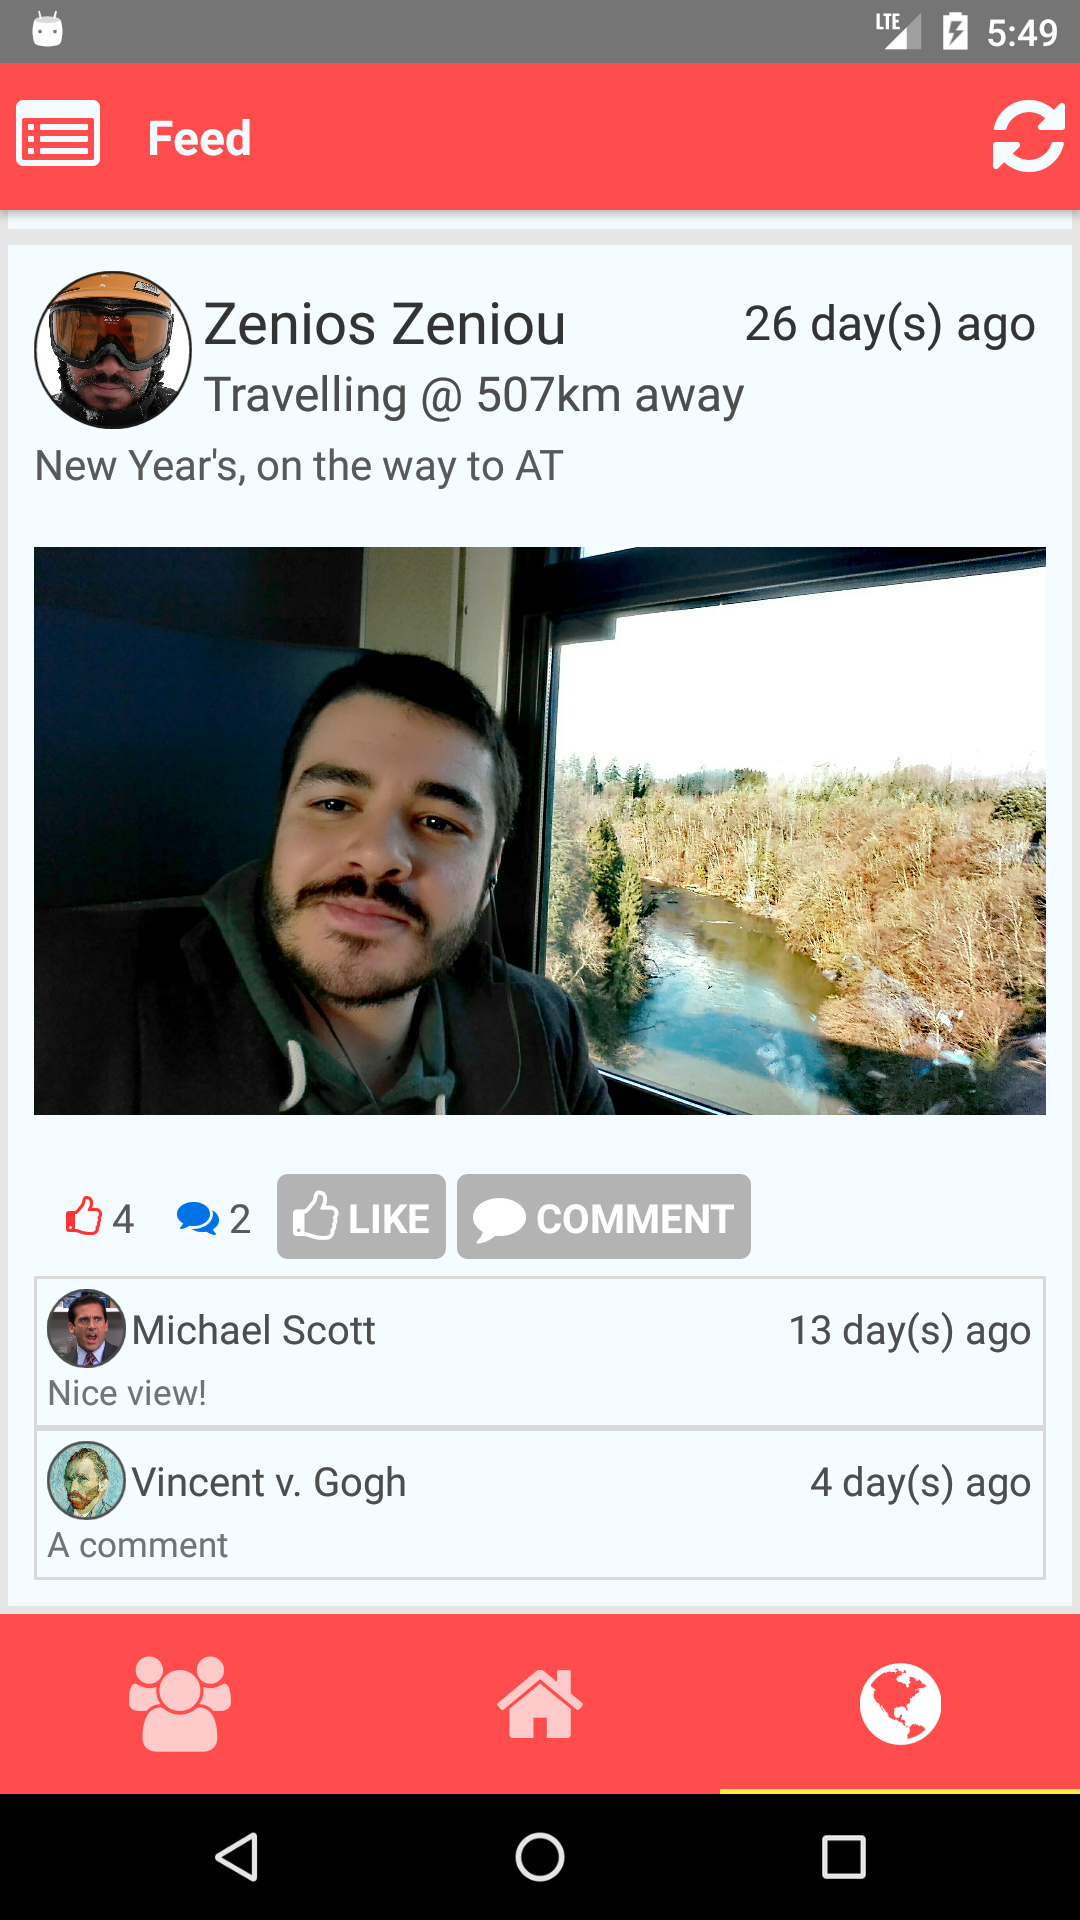 LTE 5:49
Feed
Zenios Zeniou 26 day(s) ago
Travelling @ 507km away
New Year's, on the way to AT
4 2 LIKE COMMENT
Michael Scott 13 day(s) ago
Nice view!
Vincent v. Gogh 4 day(s) ago
A comment